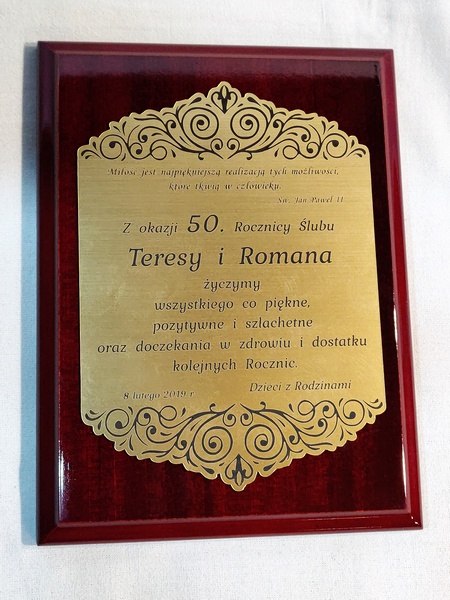 Miłość jest najpiękniejszą realizacją tych możliwości,
które tkwią w człowieku.
Św. Jan Paweł II
Z okazji 50. Rocznicy Ślubu
Teresy i Romana
życzymy
wszystkiego co piękne,
pozytywne i szlachetne
oraz doczekania w zdrowiu i dostatku
kolejnych Rocznic.
Dzieci z Rodzinami
8 lutego 2019 r